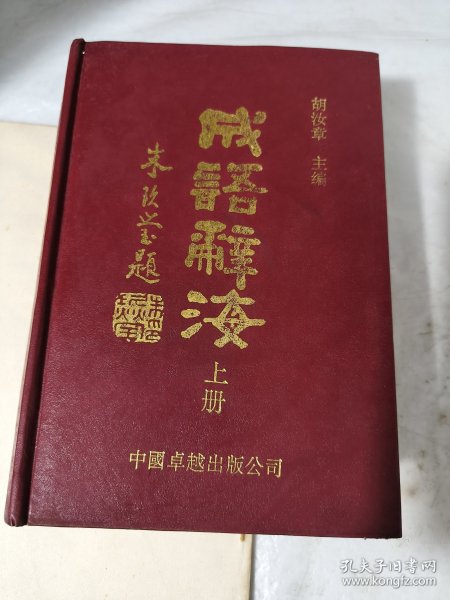 胡汝章 主编
成語辭海
朱玖莹題
上册
中國卓越出版公司
孔夫子旧书网
www.kongfz.com